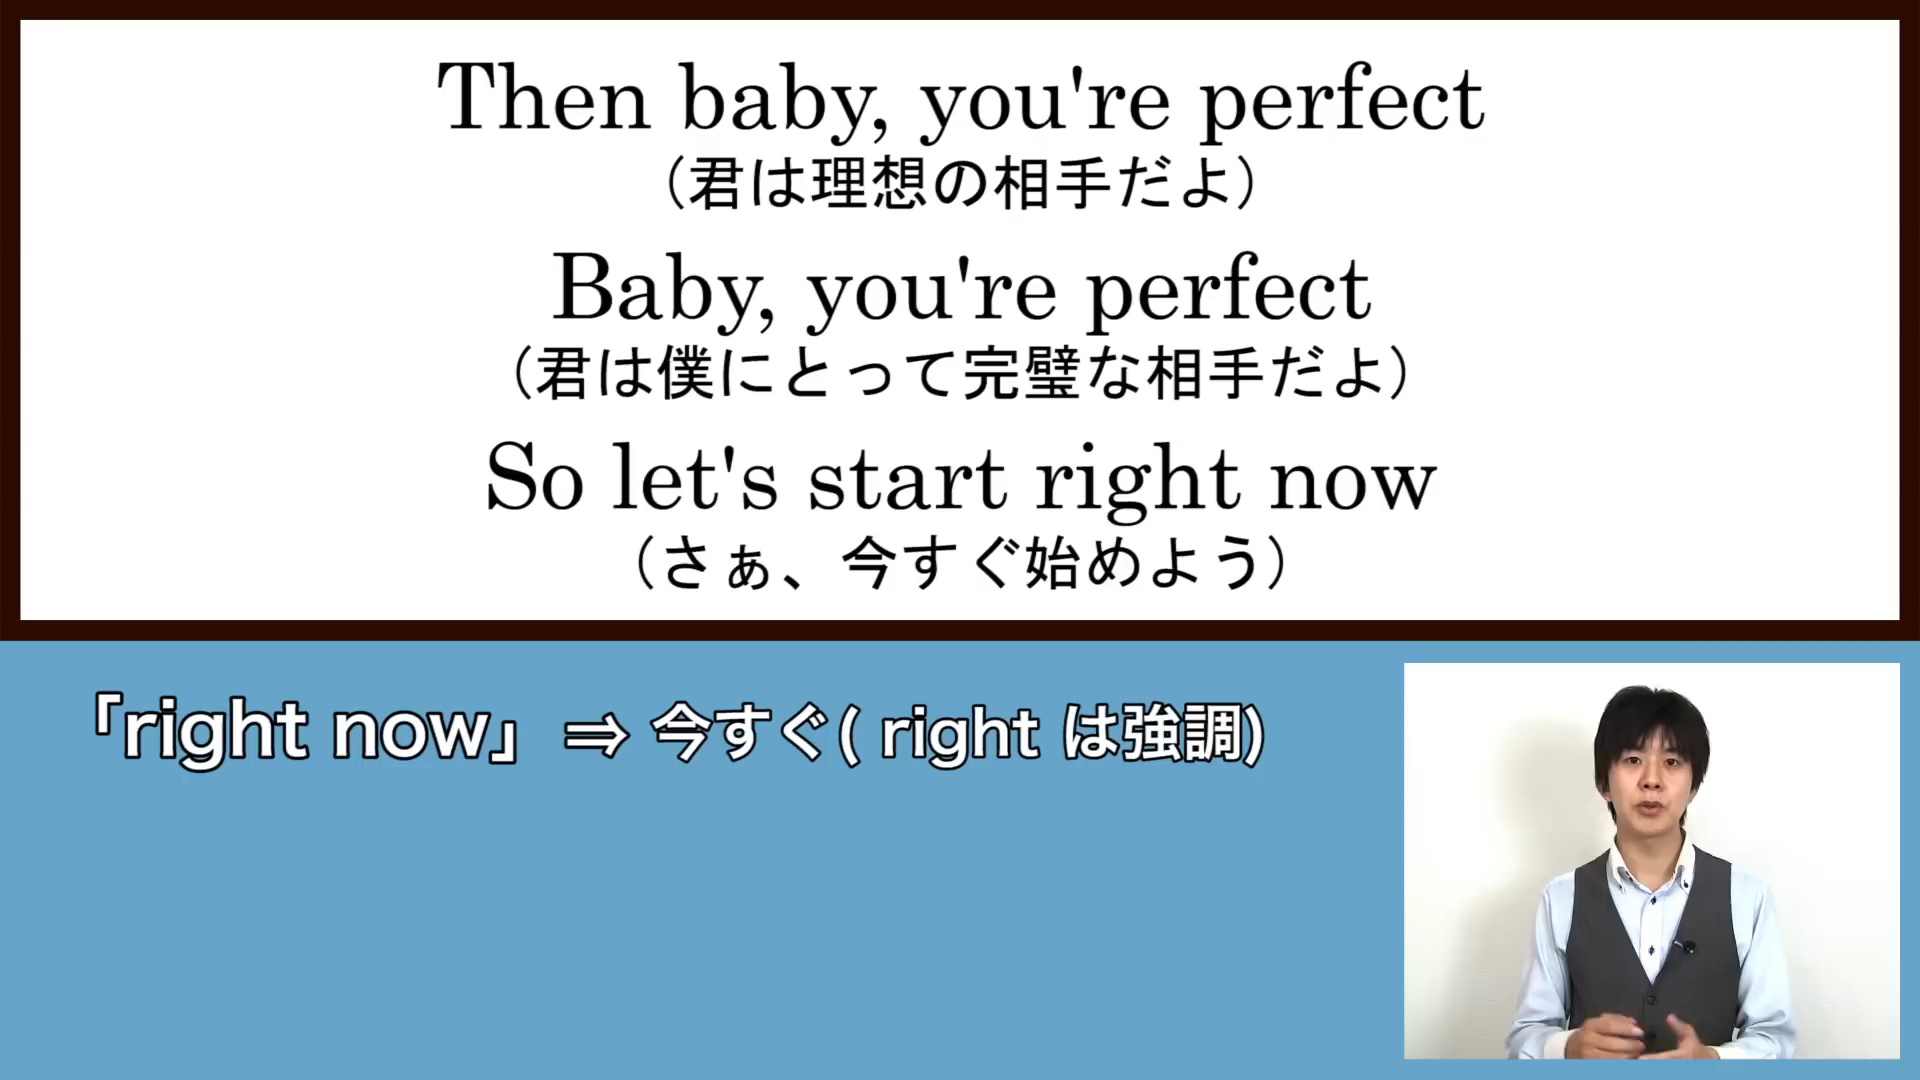 Then baby, you're perfect
（君は理想の相手だよ）
Baby, you're perfect
（君は僕にとって完璧な相手だよ）
So let's start right now
（さぁ、今すぐ始めよう）
「right now」 ⇒ 今すぐ( right は強調)